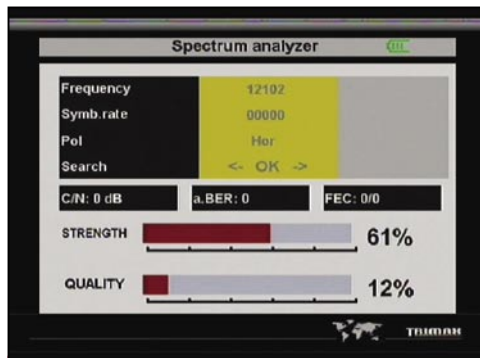 Spectrum analyzer
Frequency 12102
Symb.rate 00000
Pol Hor
Search <- OK ->
C/N: 0 dB a.BER: 0 FEC: 0/0
STRENGTH 61%
QUALITY 12%
TRIMAX